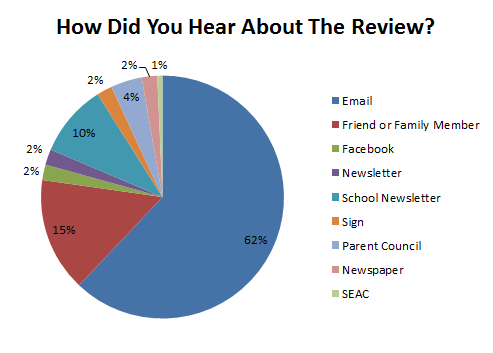 How Did You Hear About The Review?
2%
1%
2%
4%
10%
2%
2%
15%
62%
Email
Friend or Family Member
Facebook
Newsletter
School Newsletter
Sign
Parent Council
Newspaper
SEAC